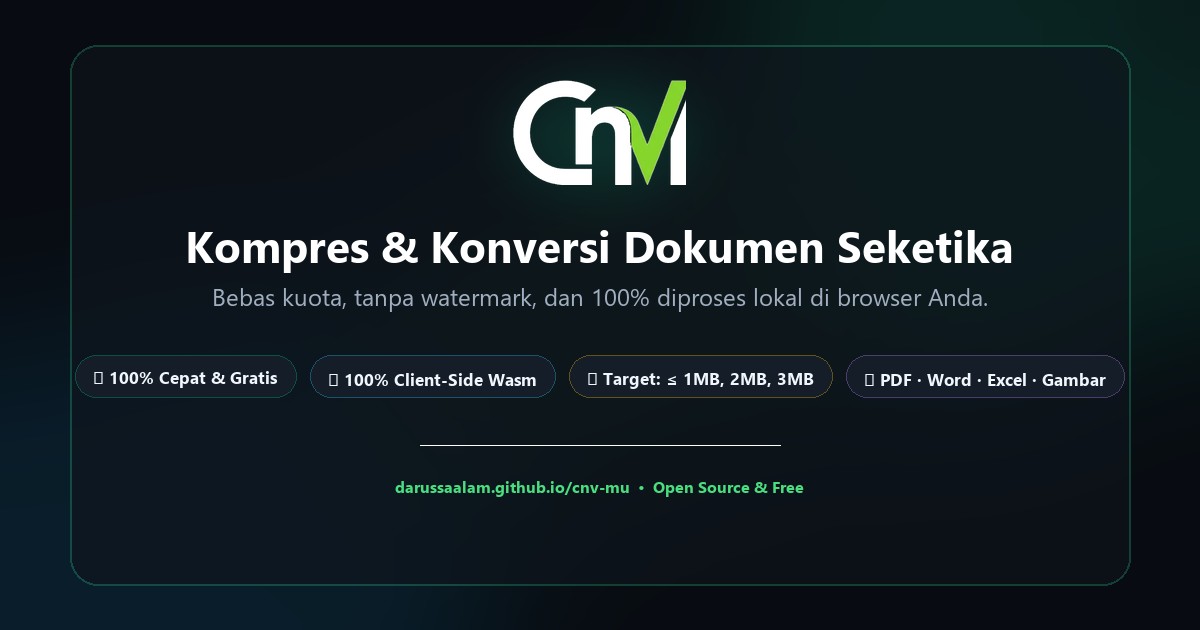 CnV
Kompres & Konversi Dokumen Seketika
Bebas kuota, tanpa watermark, dan 100% diproses lokal di browser Anda.
100% Cepat & Gratis
100% Client-Side Wasm
Target: ≤ 1MB, 2MB, 3MB
PDF · Word · Excel · Gambar
darussaalam.github.io/cnv-mu • Open Source & Free